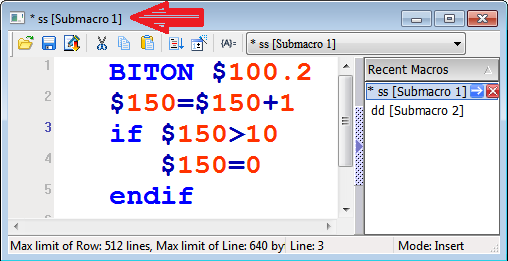 * ss [Submacro 1]
{A}= * ss [Submacro 1]
1 BITON $100.2
2 $150=$150+1
3 if $150>10
4 $150=0
5 endif
Recent Macros
* ss [Submacro 1]
dd [Submacro 2]
Max limit of Row: 512 lines, Max limit of Line: 640 by Line: 3 Mode: Insert